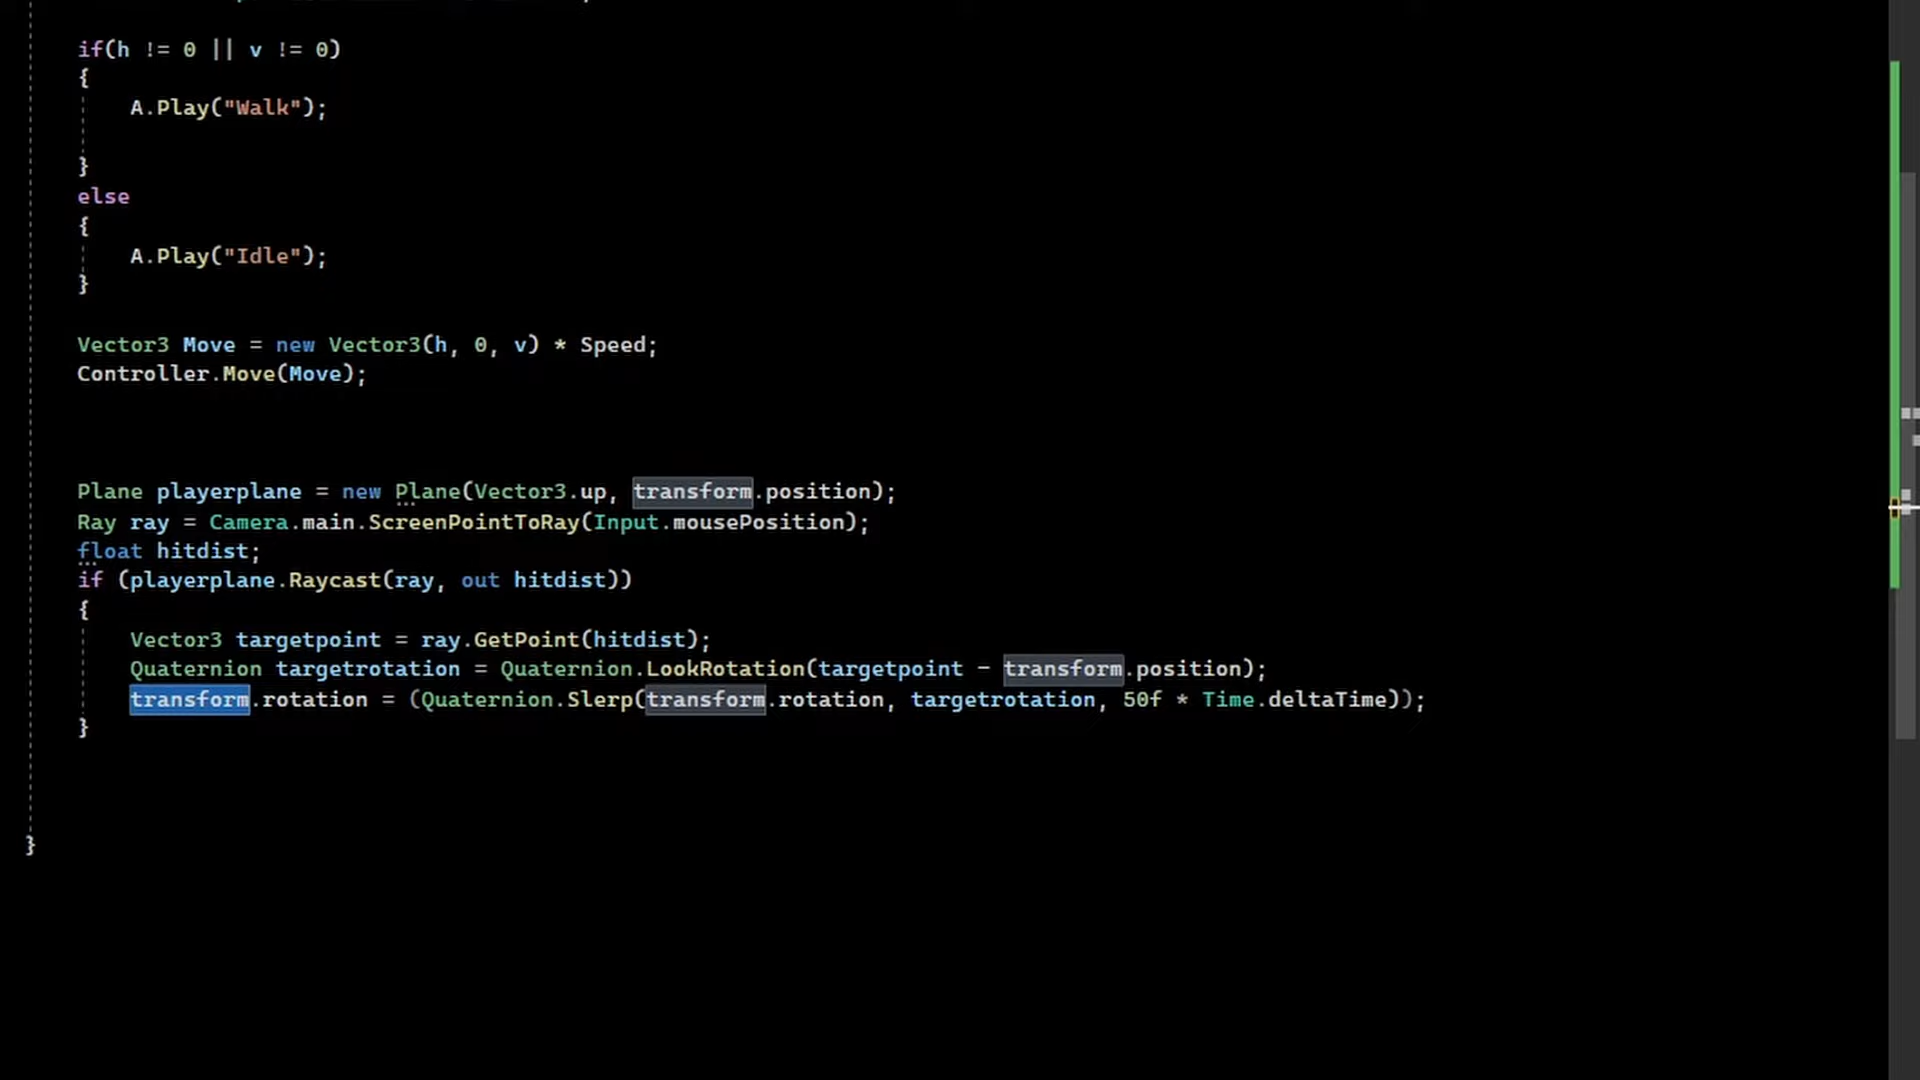 if(h != 0 || v != 0)
{
A.Play("Walk");
}
else
{
A.Play("Idle");
}
Vector3 Move = new Vector3(h, 0, v) * Speed;
Controller.Move(Move);
Plane playerplane = new Plane(Vector3.up, transform.position);
Ray ray = Camera.main.ScreenPointToRay(Input.mousePosition);
float hitdist;
if (playerplane.Raycast(ray, out hitdist))
{
Vector3 targetpoint = ray.GetPoint(hitdist);
Quaternion targetrotation = Quaternion.LookRotation(targetpoint - transform.position);
transform.rotation = (Quaternion.Slerp(transform.rotation, targetrotation, 50f * Time.deltaTime));
}
}